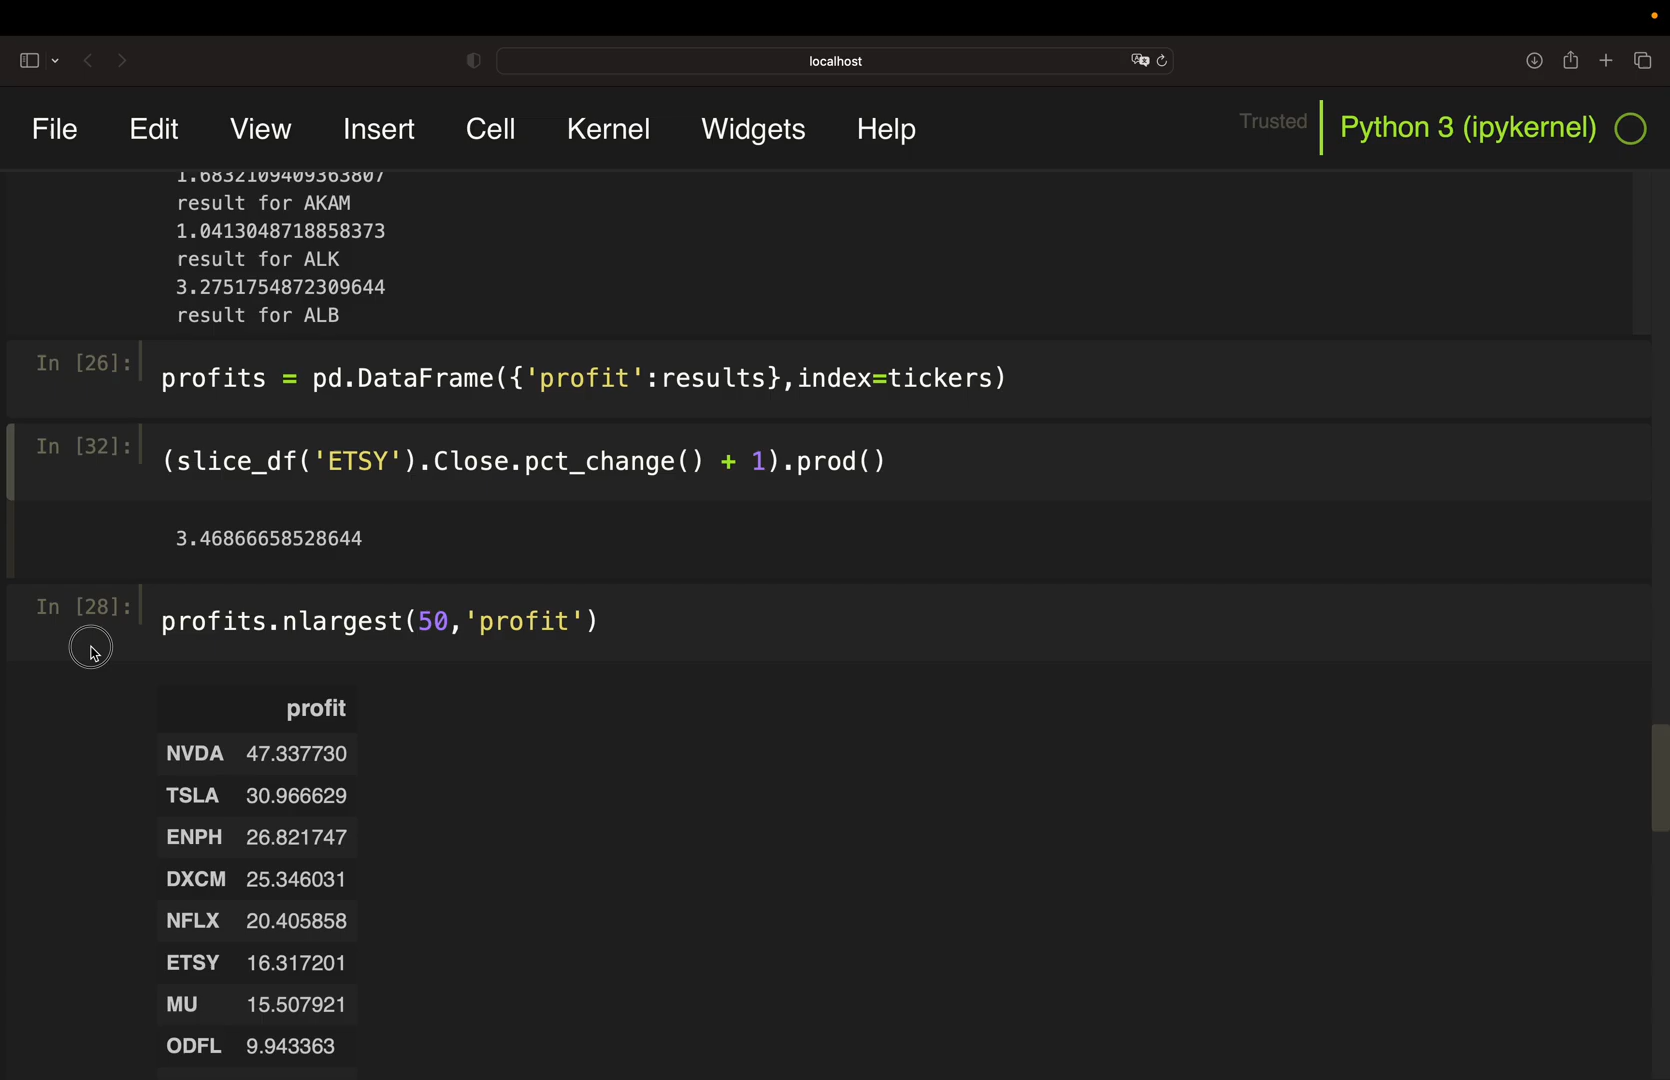 localhost
File Edit View Insert Cell Kernel Widgets Help
Trusted
Python 3 (ipykernel)
1.6832109409363807
result for AKAM
1.0413048718858373
result for ALK
3.2751754872309644
result for ALB
In [26]: profits = pd.DataFrame({'profit':results},index=tickers)
In [32]: (slice_df('ETSY').Close.pct_change() + 1).prod()
3.46866658528644
In [28]: profits.nlargest(50,'profit')
profit
NVDA 47.337730
TSLA 30.966629
ENPH 26.821747
DXCM 25.346031
NFLX 20.405858
ETSY 16.317201
MU 15.507921
ODFL 9.943363